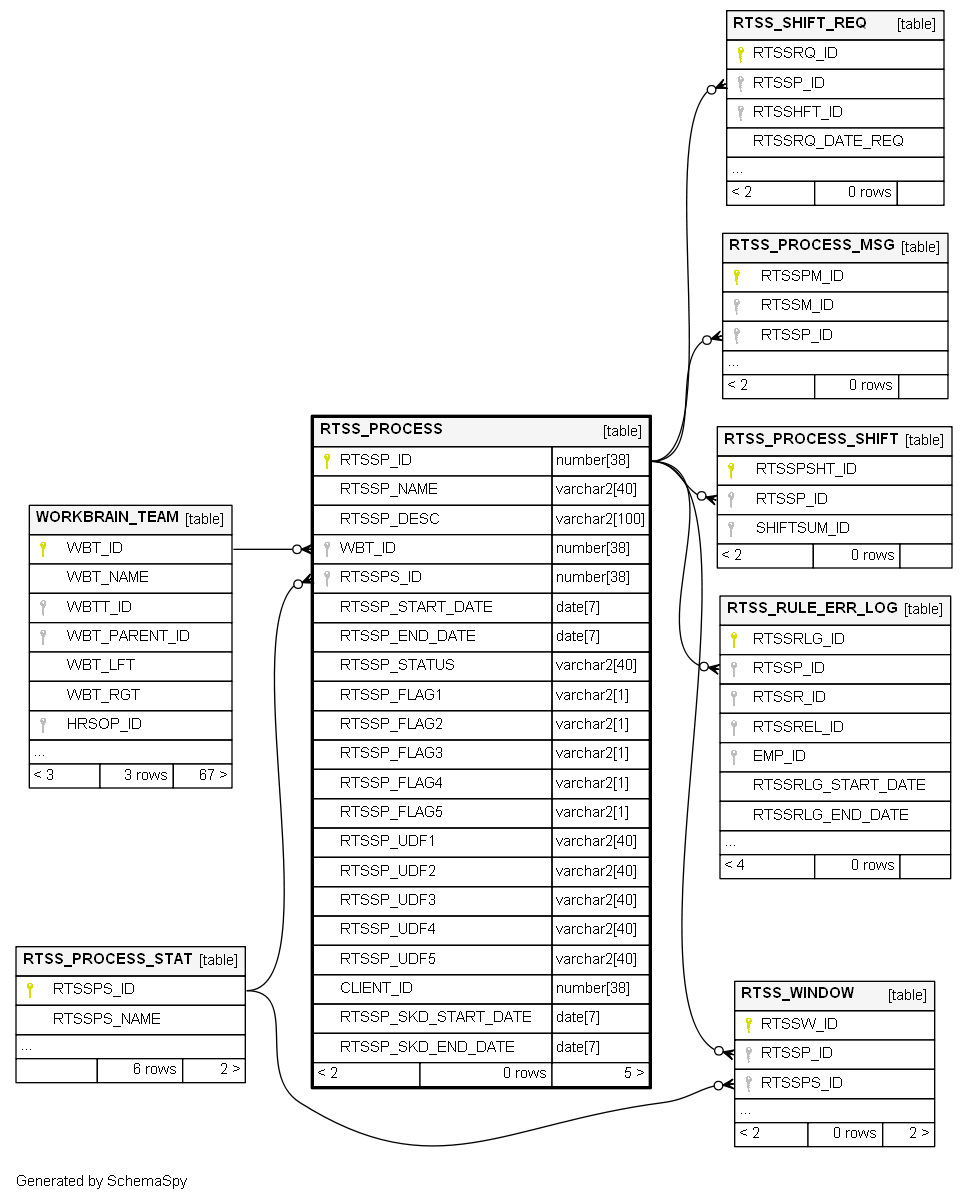 RTSS_SHIFT_REQ [table]
RTSSRQ_ID
RTSSP_ID
RTSSHFT_ID
RTSSRQ_DATE_REQ
...
< 2 0 rows
RTSS_PROCESS_MSG [table]
RTSSPM_ID
RTSSM_ID
RTSSP_ID
...
< 2 0 rows
RTSS_PROCESS [table]
RTSSP_ID number[38]
RTSSP_NAME varchar2[40]
RTSSP_DESC varchar2[100]
WBT_ID number[38]
RTSSPS_ID number[38]
RTSSP_START_DATE date[7]
RTSSP_END_DATE date[7]
RTSSP_STATUS varchar2[40]
RTSSP_FLAG1 varchar2[1]
RTSSP_FLAG2 varchar2[1]
RTSSP_FLAG3 varchar2[1]
RTSSP_FLAG4 varchar2[1]
RTSSP_FLAG5 varchar2[1]
RTSSP_UDF1 varchar2[40]
RTSSP_UDF2 varchar2[40]
RTSSP_UDF3 varchar2[40]
RTSSP_UDF4 varchar2[40]
RTSSP_UDF5 varchar2[40]
CLIENT_ID number[38]
RTSSP_SKD_START_DATE date[7]
RTSSP_SKD_END_DATE date[7]
< 2 0 rows 5 >
RTSS_PROCESS_SHIFT [table]
RTSSPSHT_ID
RTSSP_ID
SHIFTSUM_ID
< 2 0 rows
WORKBRAIN_TEAM [table]
WBT_ID
WBT_NAME
WBTT_ID
WBT_PARENT_ID
WBT_LFT
WBT_RGT
HRSOP_ID
...
< 3 3 rows 67 >
RTSS_RULE_ERR_LOG [table]
RTSSRLG_ID
RTSSP_ID
RTSSR_ID
RTSSREL_ID
EMP_ID
RTSSRLG_START_DATE
RTSSRLG_END_DATE
...
< 4 0 rows
RTSS_PROCESS_STAT [table]
RTSSPS_ID
RTSSPS_NAME
...
6 rows 2 >
RTSS_WINDOW [table]
RTSSW_ID
RTSSP_ID
RTSSPS_ID
...
< 2 0 rows 2 >
Generated by SchemaSpy